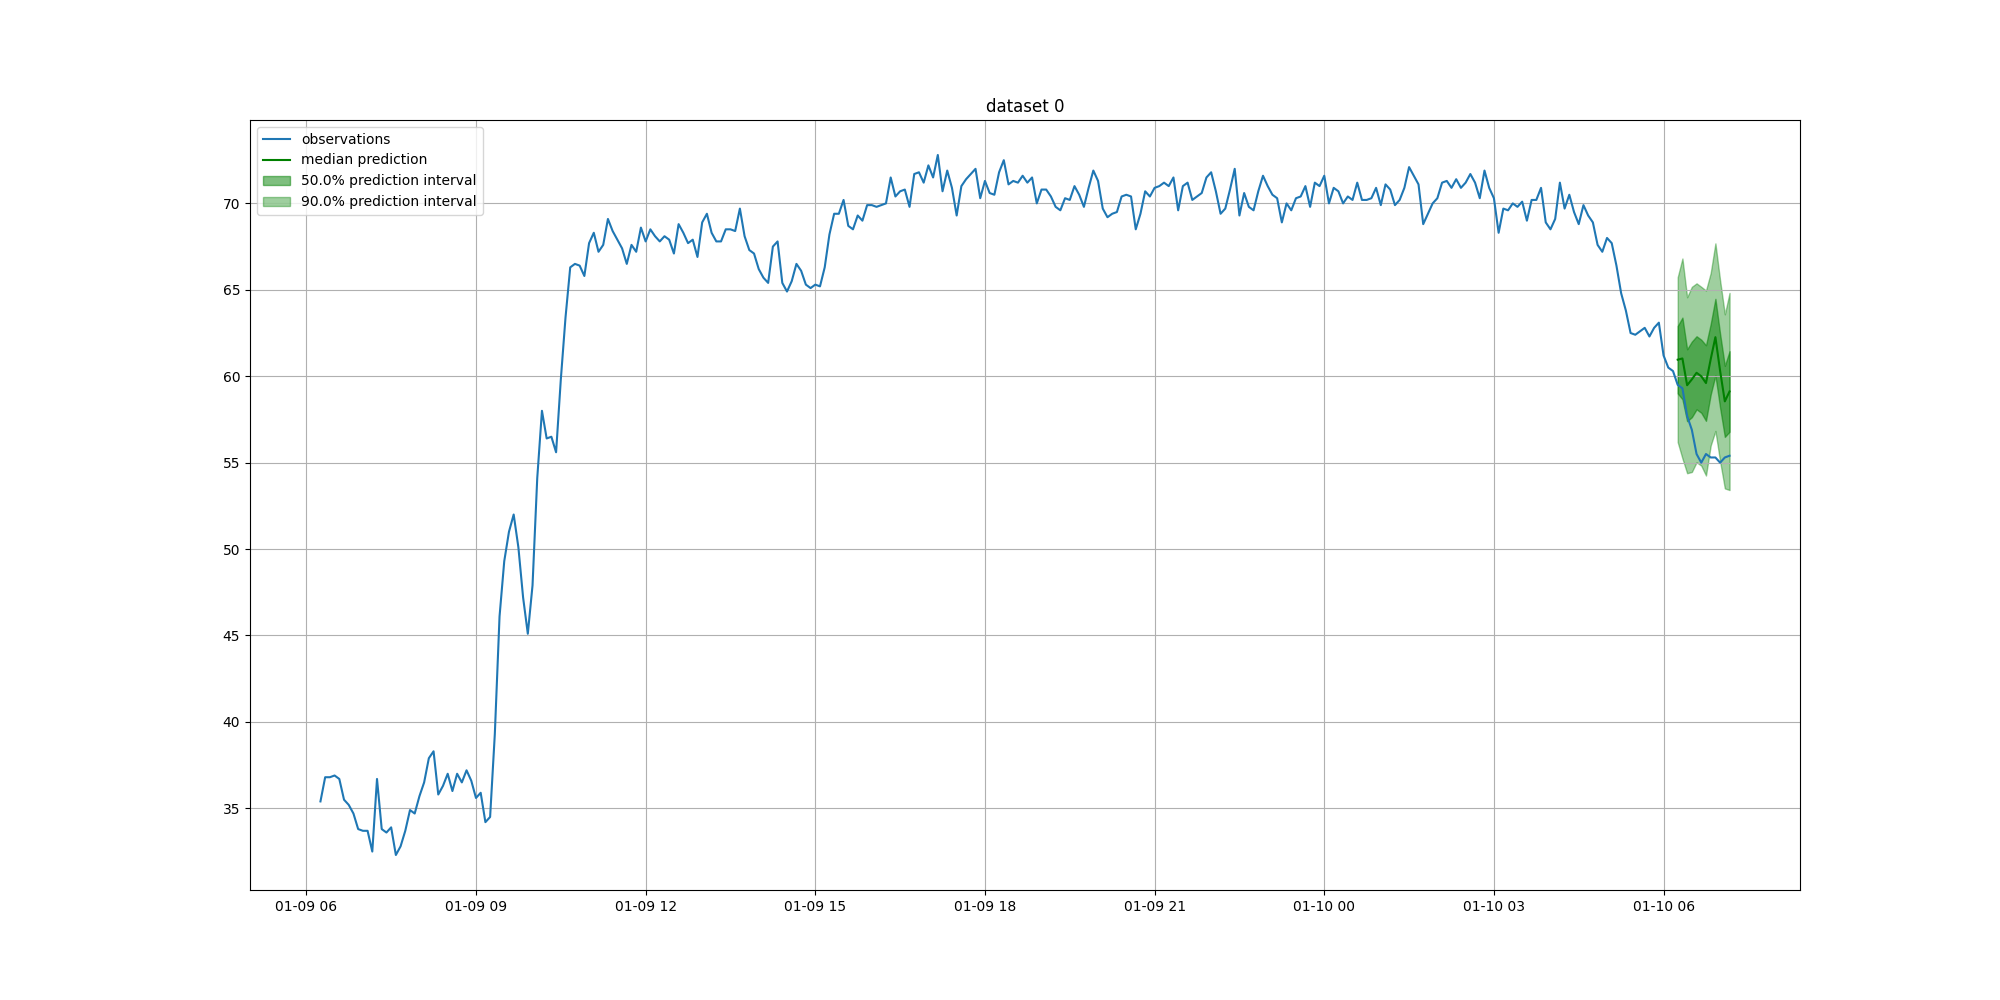 dataset 0
observations
median prediction
50.0% prediction interval
90.0% prediction interval
70
65
60
55
50
45
40
35
01-09 06 01-09 09 01-09 12 01-09 15 01-09 18 01-09 21 01-10 00 01-10 03 01-10 06